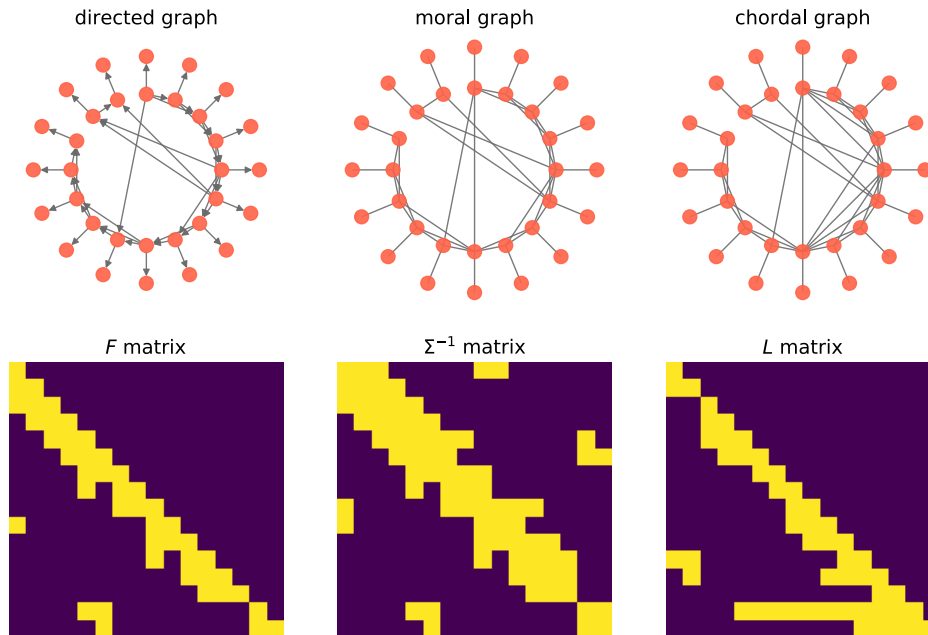 directed graph
moral graph
chordal graph
F matrix
Σ⁻¹ matrix
L matrix